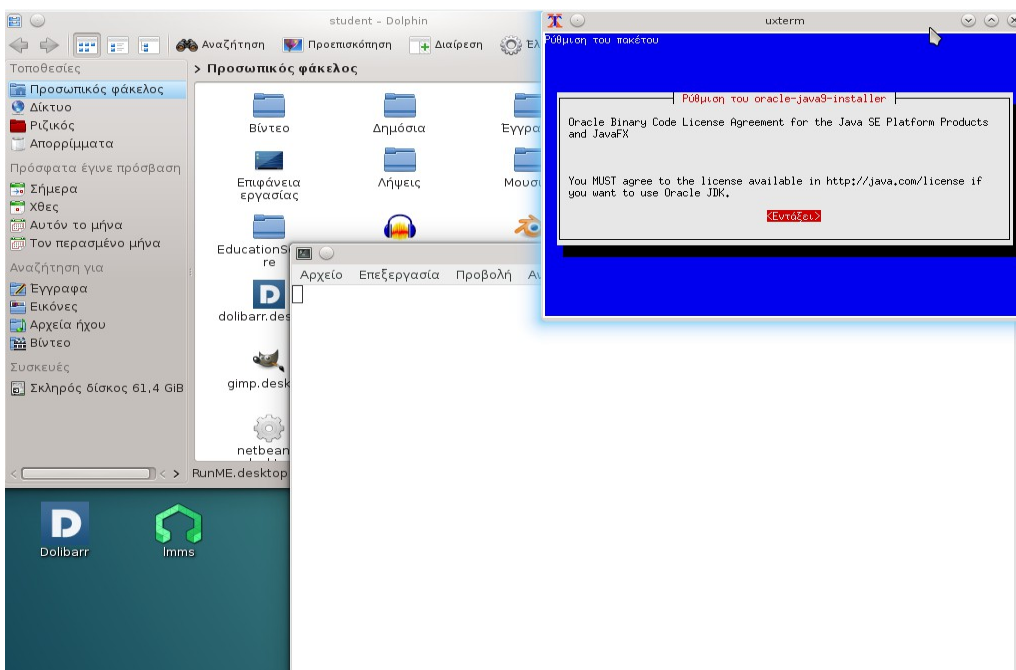 student - Dolphin
Αναζήτηση Προεπισκόπηση Διαίρεση
Τοποθεσίες
Προσωπικός φάκελος
Δίκτυο
Ριζικός
Απορρίμματα
Πρόσφατα έγινε πρόσβαση
Σήμερα
Χθες
Αυτόν το μήνα
Τον περασμένο μήνα
Αναζήτηση για
Έγγραφα
Εικόνες
Αρχεία ήχου
Βίντεο
Συσκευές
Σκληρός δίσκος 61,4 GiB
> Προσωπικός φάκελος
Βίντεο Δημόσια
Επιφάνεια εργασίας
Λήψεις
dolibarr.des
gimp.desk
netbean
RunME.desktop
Αρχείο Επεξεργασία Προβολή
uxterm
Ρύθμιση του πακέτου
Ρύθμιση του oracle-java9-installer
Oracle Binary Code License Agreement for the Java SE Platform Products
and JavaFX
You MUST agree to the license available in http://java.com/license if
you want to use Oracle JDK.
<Εντάξει>
D
Dolibarr
lmms